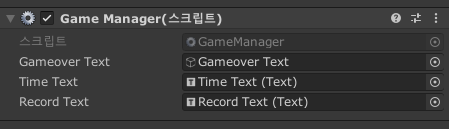 Game Manager(스크립트)
스크립트 GameManager
Gameover Text Gameover Text
Time Text Time Text (Text)
Record Text Record Text (Text)